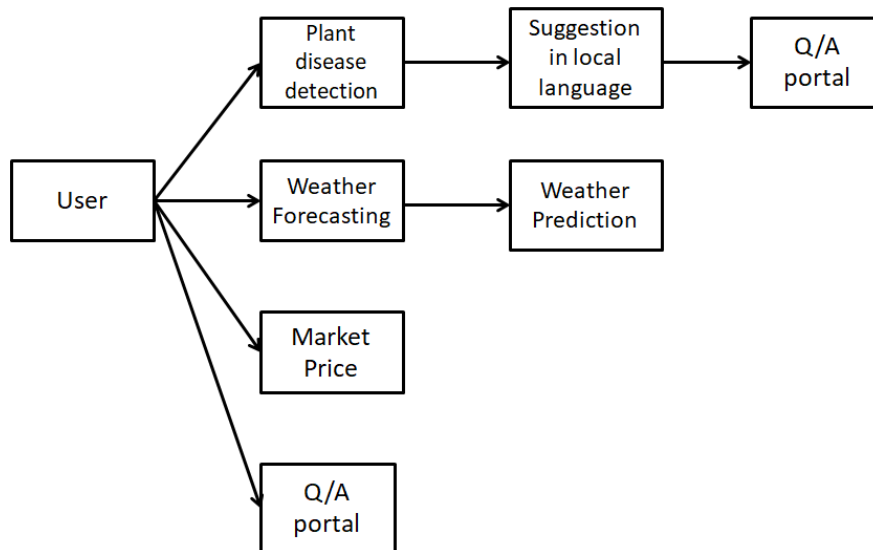 Plant
disease
detection
Suggestion
in local
language
Q/A
portal
User
Weather
Forecasting
Weather
Prediction
Market
Price
Q/A
portal